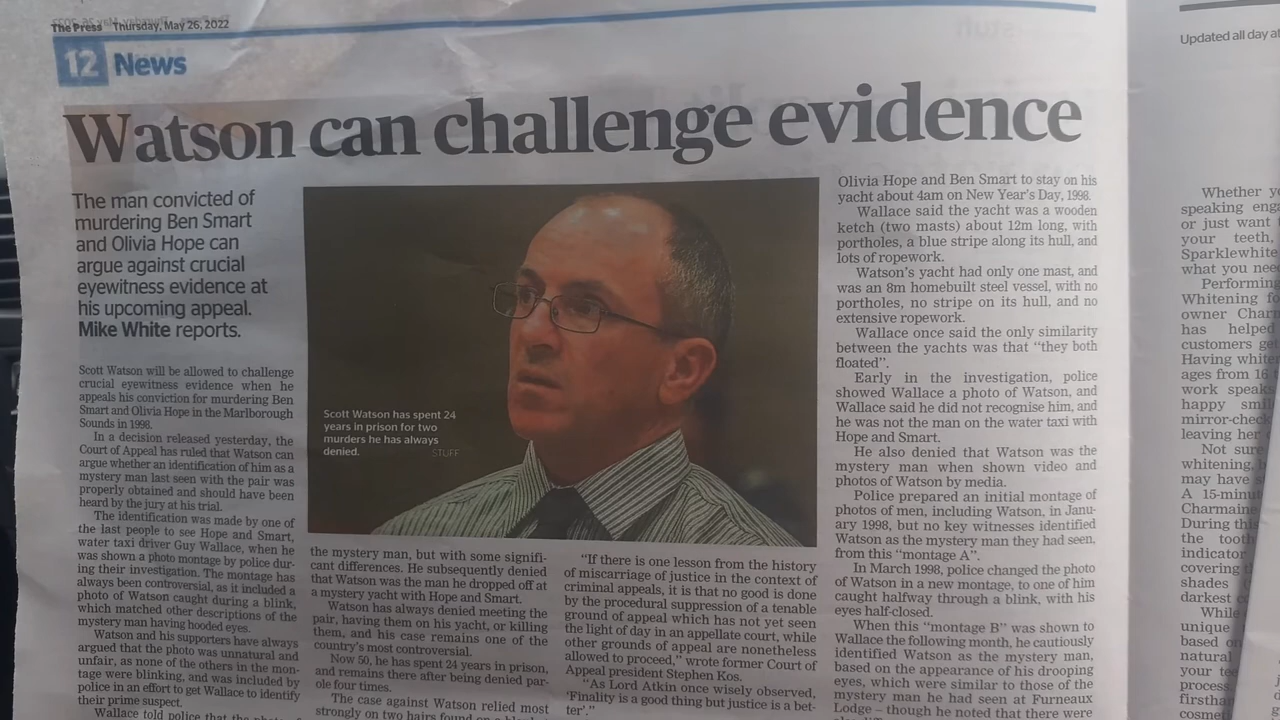 The Press Thursday, May 26, 2022
12 News
Watson can challenge evidence
The man convicted of
murdering Ben Smart
and Olivia Hope can
argue against crucial
eyewitness evidence at
his upcoming appeal.
Mike White reports.
Scott Watson will be allowed to challenge
crucial eyewitness evidence when he
appeals his conviction for murdering Ben
Smart and Olivia Hope in the Marlborough
Sounds in 1998.
In a decision released yesterday, the
Court of Appeal has ruled that Watson can
argue whether an identification of him as a
mystery man last seen with the pair was
properly obtained and should have been
heard by the jury at his trial.
The identification was made by one of
the last people to see Hope and Smart,
water taxi driver Guy Wallace, when he
was shown a photo montage by police dur-
ing their investigation. The montage has
always been controversial, as it included a
photo of Watson caught during a blink,
which matched other descriptions of the
mystery man having hooded eyes.
Watson and his supporters have always
argued that the photo was unnatural and
unfair, as none of the others in the mon-
tage were blinking, and was included by
police in an effort to get Wallace to identify
their prime suspect.
Wallace told police that the photo of
Scott Watson has spent 24
years in prison for two
murders he has always
denied.
STUFF
the mystery man, but with some signifi-
cant differences. He subsequently denied
that Watson was the man he dropped off at
a mystery yacht with Hope and Smart.
Watson has always denied meeting the
pair, having them on his yacht, or killing
them, and his case remains one of the
country's most controversial.
Now 50, he has spent 24 years in prison,
and remains there after being denied par-
ole four times.
The case against Watson relied most
strongly on two hairs found on a
"If there is one lesson from the history
of miscarriage of justice in the context of
criminal appeals, it is that no good is done
by the procedural suppression of a tenable
ground of appeal which has not yet seen
the light of day in an appellate court, while
other grounds of appeal are nonetheless
allowed to proceed," wrote former Court of
Appeal president Stephen Kos.
"As Lord Atkin once wisely observed,
'Finality is a good thing but justice is a bet-
ter'."
Olivia Hope and Ben Smart to stay on his
yacht about 4am on New Year's Day, 1998.
Wallace said the yacht was a wooden
ketch (two masts) about 12m long, with
portholes, a blue stripe along its hull, and
lots of ropework.
Watson's yacht had only one mast, and
was an 8m homebuilt steel vessel, with no
portholes, no stripe on its hull, and no
extensive ropework.
Wallace once said the only similarity
between the yachts was that "they both
floated".
Early in the investigation, police
showed Wallace a photo of Watson, and
Wallace said he did not recognise him, and
he was not the man on the water taxi with
Hope and Smart.
He also denied that Watson was the
mystery man when shown video and
photos of Watson by media.
Police prepared an initial montage of
photos of men, including Watson, in Janu-
ary 1998, but no key witnesses identified
Watson as the mystery man they had seen,
from this "montage A".
In March 1998, police changed the photo
of Watson in a new montage, to one of him
caught halfway through a blink, with his
eyes half-closed.
When this "montage B" was shown to
Wallace the following month, he cautiously
identified Watson as the mystery man,
based on the appearance of his drooping
eyes, which were similar to those of the
mystery man he had seen at Furneaux
Lodge – though he noted that there were
Updated all day at
Whether y
speaking eng
or just want
your teeth,
Sparklewhite
what you nee
Performing
Whitening fo
owner Char
has helped
customers ge
Having white
ages from 16
work speaks
happy smil
mirror-check
leaving her
Not sure
whitening,
may have s
A 15-minut
Charmaine
During this
the tooth
indicator
covering t
shades
darkest c
While
unique
based on
natural
your tee
process
firsthan
cosmet